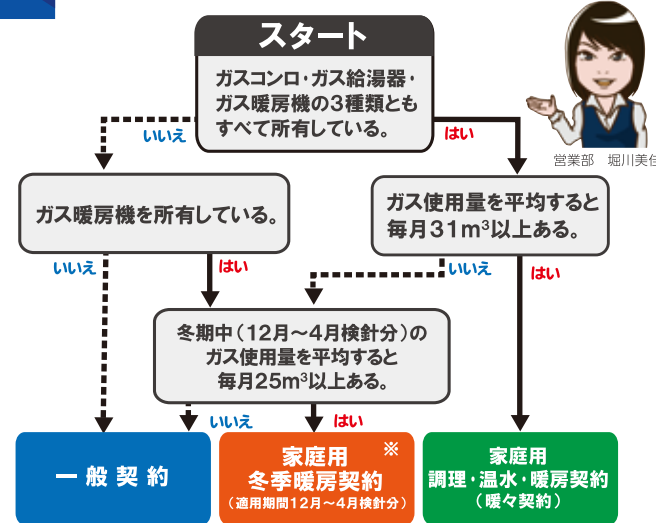 スタート
ガスコンロ・ガス給湯器・
ガス暖房機の3種類とも
すべて所有している。
いいえ
はい
営業部 堀川美佳
ガス暖房機を所有している。
ガス使用量を平均すると
毎月31m³以上ある。
いいえ
はい
いいえ
はい
冬期中（12月〜4月検針分）の
ガス使用量を平均すると
毎月25m³以上ある。
いいえ
はい
一般契約
家庭用 ※
冬季暖房契約
（適用期間12月〜4月検針分）
家庭用
調理・温水・暖房契約
（暖々契約）